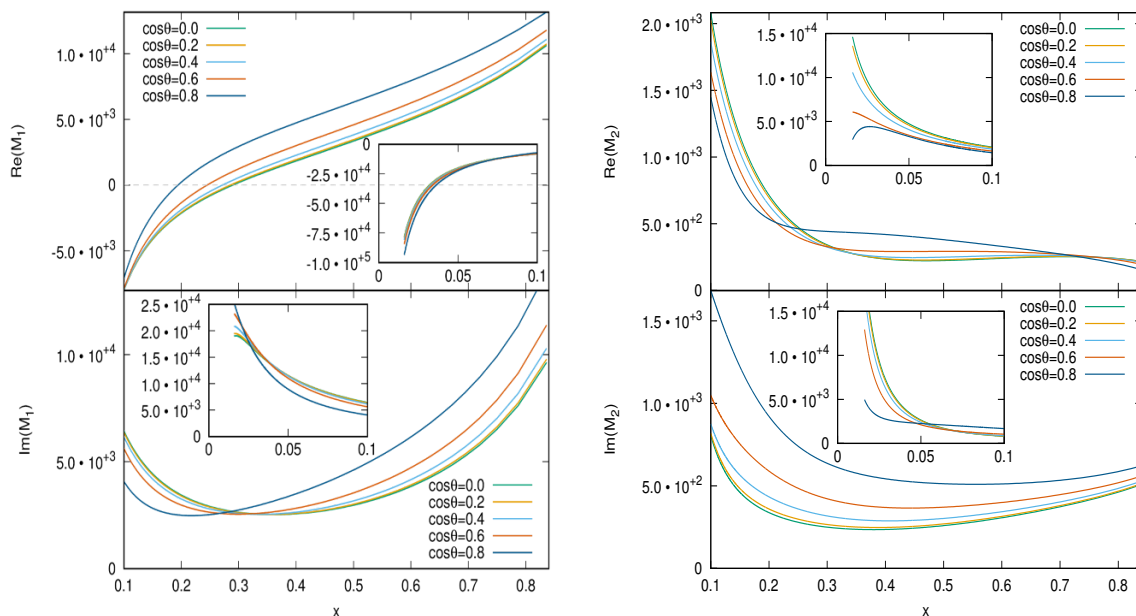 1.0 • 10⁺⁴
5.0 • 10⁺³
0
-5.0 • 10⁺³
Re(M₁)
cosθ=0.0
cosθ=0.2
cosθ=0.4
cosθ=0.6
cosθ=0.8
0
-2.5 • 10⁺⁴
-5.0 • 10⁺⁴
-7.5 • 10⁺⁴
-1.0 • 10⁺⁵
0 0.05 0.1
2.0 • 10⁺³
1.5 • 10⁺³
1.0 • 10⁺³
5.0 • 10⁺²
0
Re(M₂)
1.5 • 10⁺⁴
1.0 • 10⁺⁴
5.0 • 10⁺³
0
0 0.05 0.1
cosθ=0.0
cosθ=0.2
cosθ=0.4
cosθ=0.6
cosθ=0.8
1.0 • 10⁺⁴
5.0 • 10⁺³
0
Im(M₁)
2.5 • 10⁺⁴
2.0 • 10⁺⁴
1.5 • 10⁺⁴
1.0 • 10⁺⁴
5.0 • 10⁺³
0
0 0.05 0.1
cosθ=0.0
cosθ=0.2
cosθ=0.4
cosθ=0.6
cosθ=0.8
0.1 0.2 0.3 0.4 0.5 0.6 0.7 0.8
x
1.5 • 10⁺³
1.0 • 10⁺³
5.0 • 10⁺²
0
Im(M₂)
1.5 • 10⁺⁴
1.0 • 10⁺⁴
5.0 • 10⁺³
0
0 0.05 0.1
cosθ=0.0
cosθ=0.2
cosθ=0.4
cosθ=0.6
cosθ=0.8
0.1 0.2 0.3 0.4 0.5 0.6 0.7 0.8
x